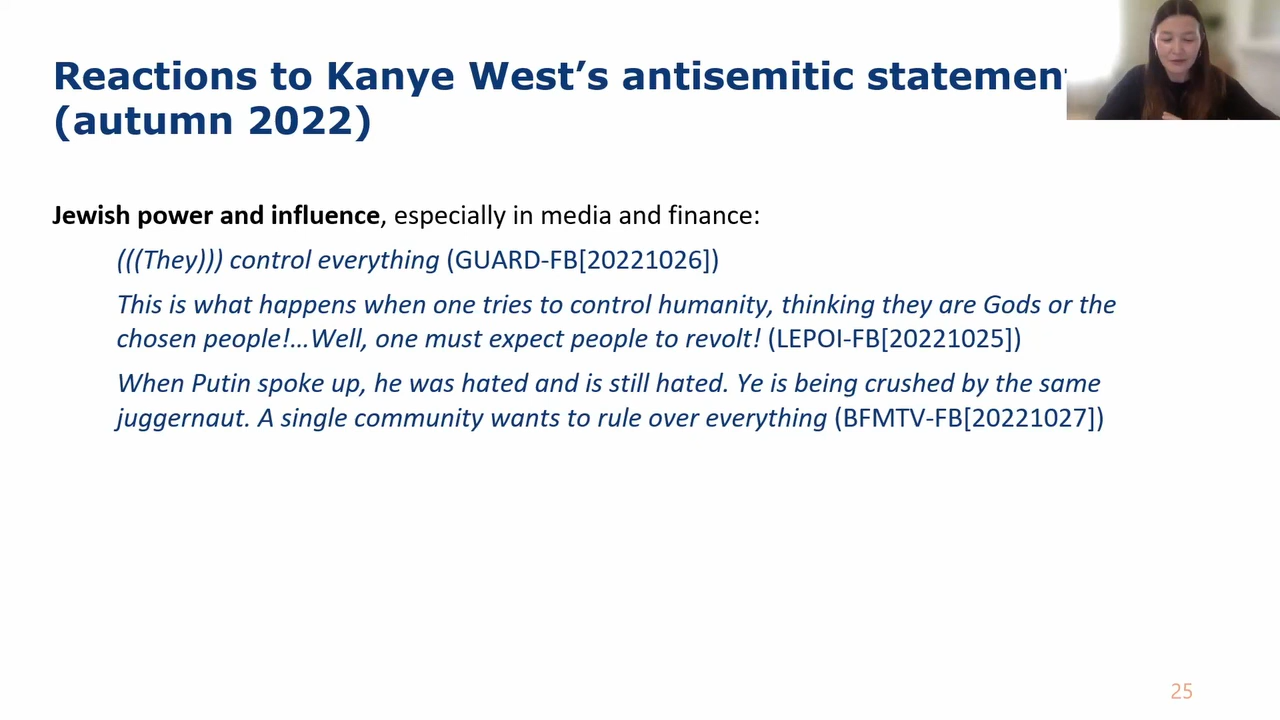 Reactions to Kanye West’s antisemitic statement
(autumn 2022)
Jewish power and influence, especially in media and finance:
(((They))) control everything (GUARD-FB[20221026])
This is what happens when one tries to control humanity, thinking they are Gods or the
chosen people!…Well, one must expect people to revolt! (LEPOI-FB[20221025])
When Putin spoke up, he was hated and is still hated. Ye is being crushed by the same
juggernaut. A single community wants to rule over everything (BFMTV-FB[20221027])
25